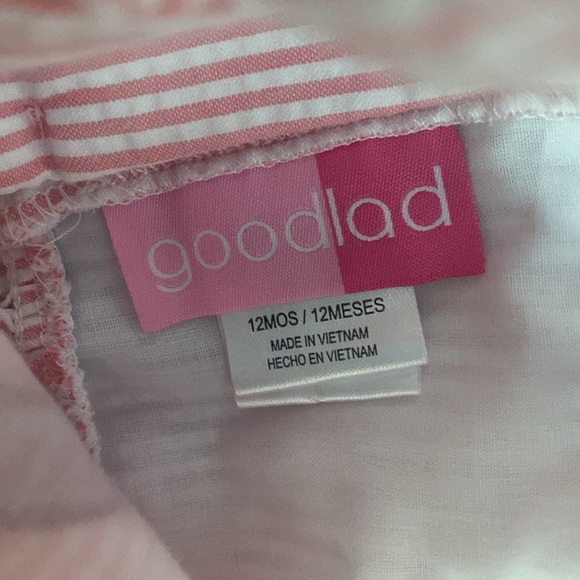 goodlad
12MOS / 12MESES
MADE IN VIETNAM
HECHO EN VIETNAM